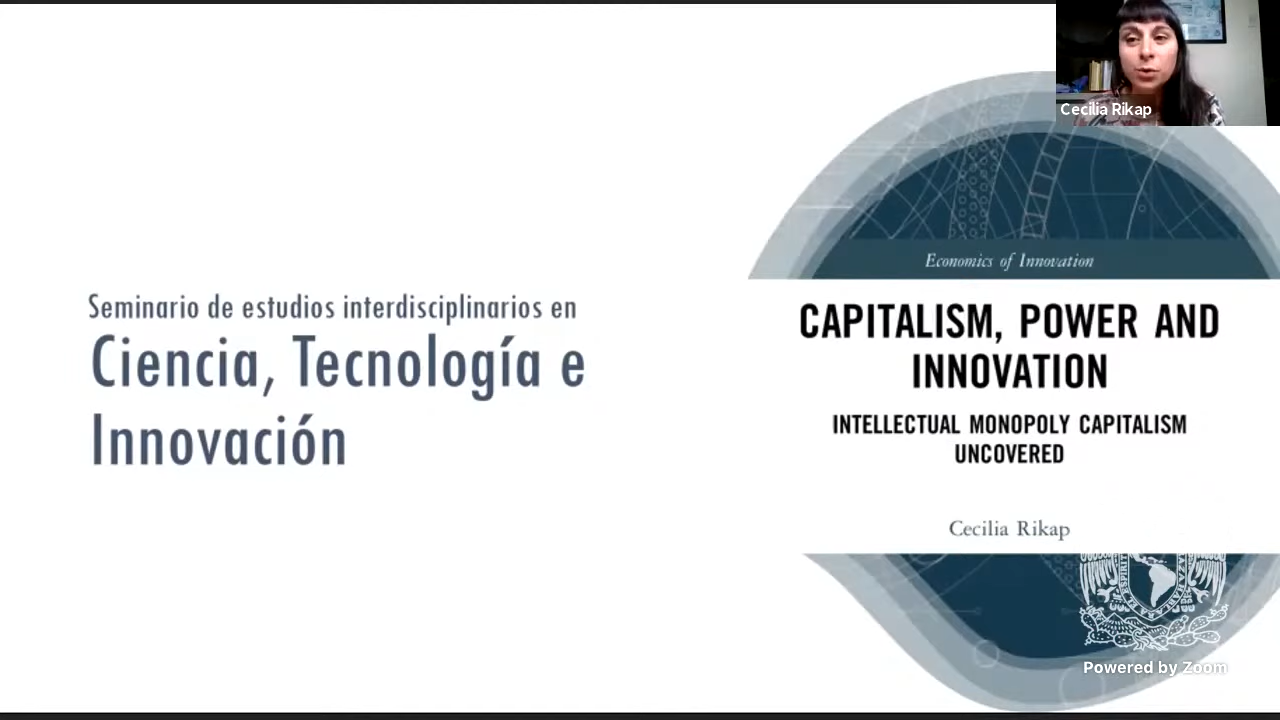 Cecilia Rikap
Economics of Innovation
Seminario de estudios interdisciplinarios en
Ciencia, Tecnología e
Innovación
CAPITALISM, POWER AND
INNOVATION
INTELLECTUAL MONOPOLY CAPITALISM
UNCOVERED
Cecilia Rikap
Powered by Zoom